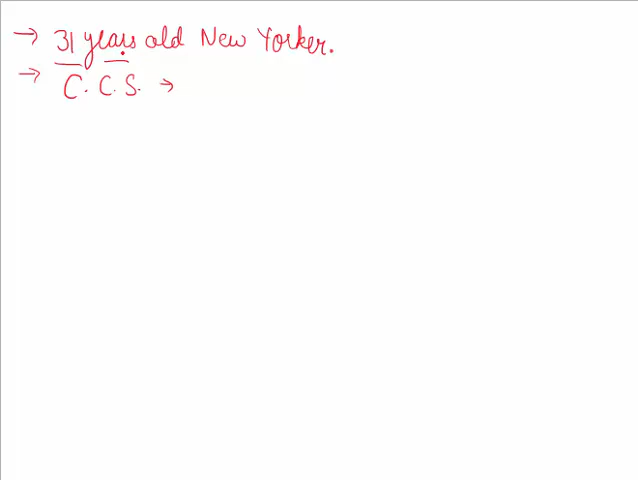 → 31 years old New Yorker.
→ C. C. S. →